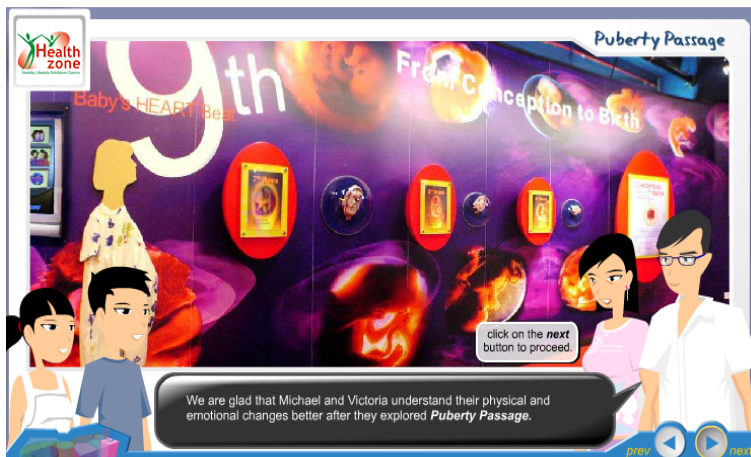 Health
zone
Healthy Lifestyle Exhibition Centre
Puberty Passage
9th
Baby's HEART Beat
From Conception to Birth
click on the next
button to proceed.
We are glad that Michael and Victoria understand their physical and
emotional changes better after they explored Puberty Passage.
prev
next